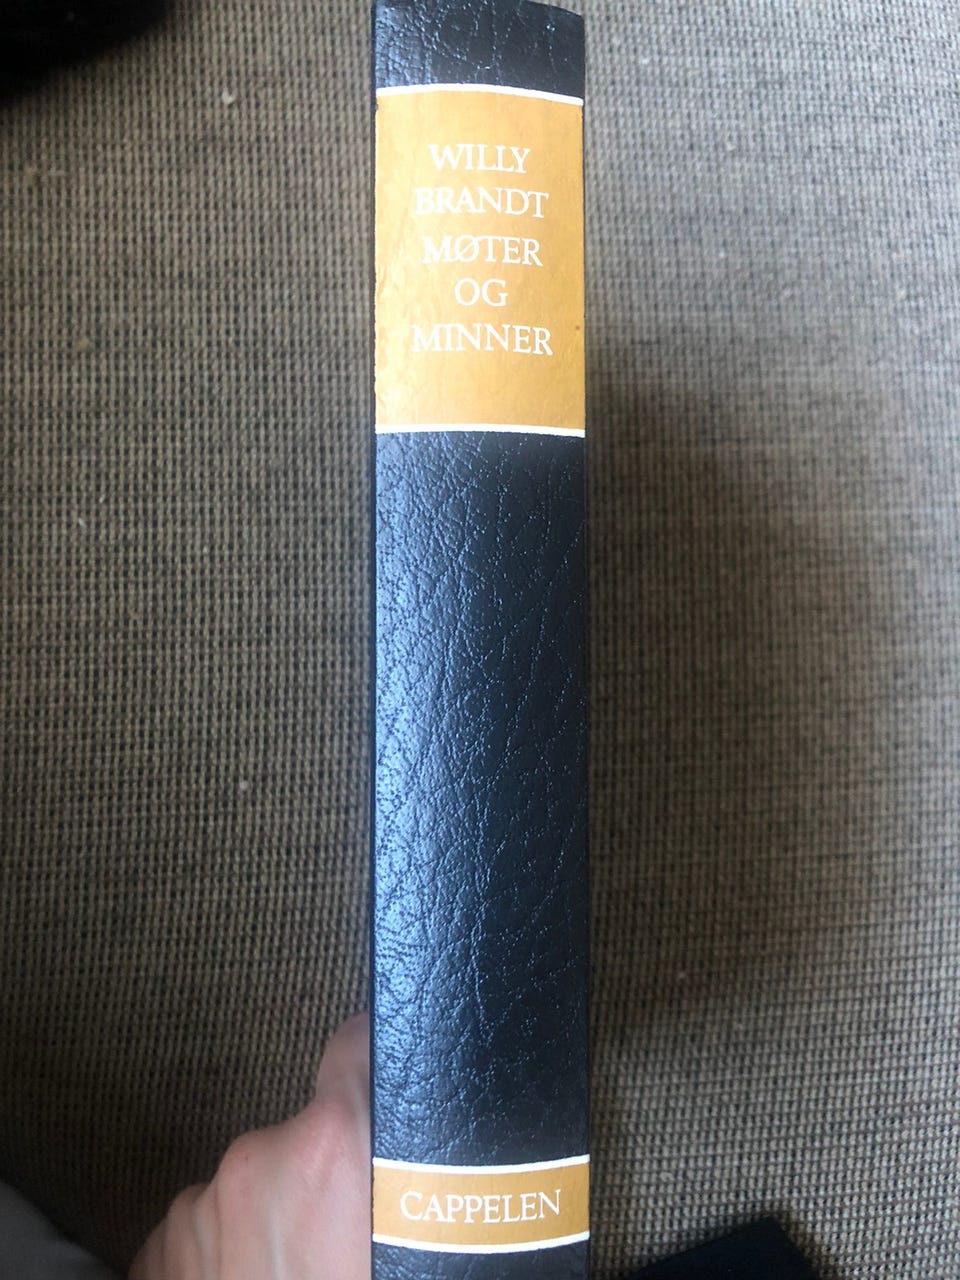 WILLY
BRANDT
MØTER
OG
MINNER
CAPPELEN